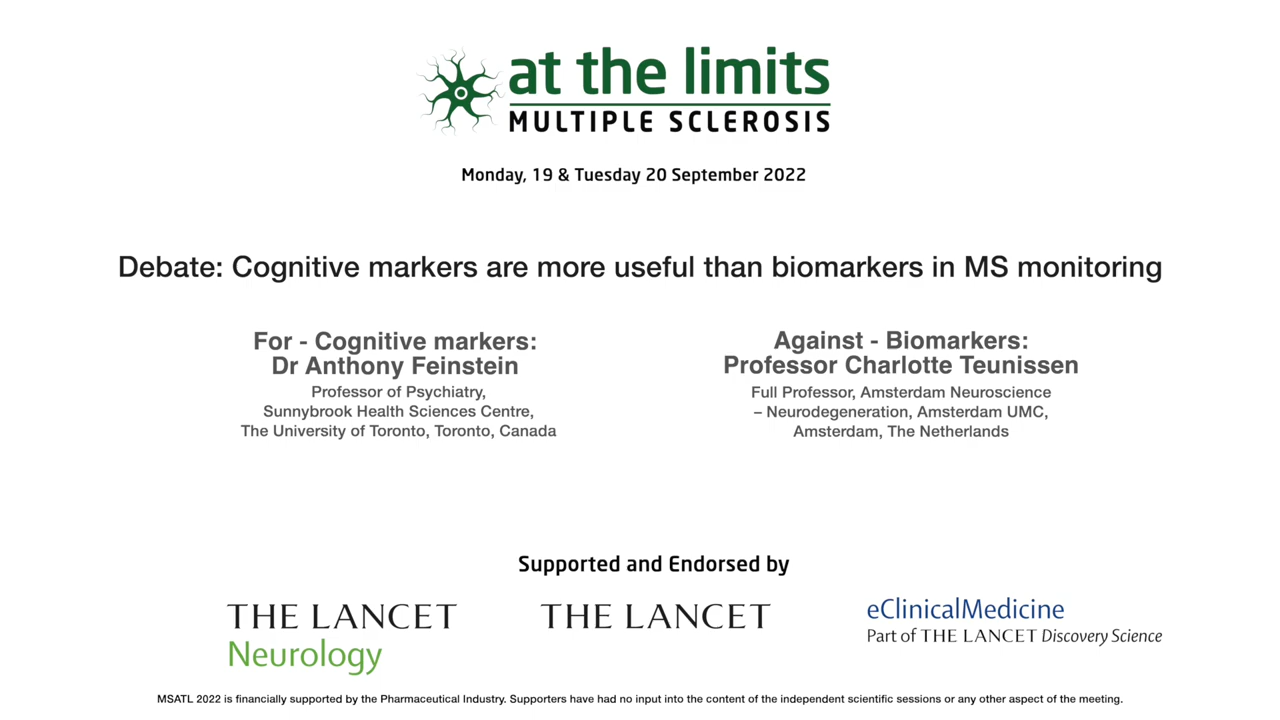 at the limits
MULTIPLE SCLEROSIS
Monday, 19 & Tuesday 20 September 2022
Debate: Cognitive markers are more useful than biomarkers in MS monitoring
For - Cognitive markers:
Dr Anthony Feinstein
Professor of Psychiatry,
Sunnybrook Health Sciences Centre,
The University of Toronto, Toronto, Canada
Against - Biomarkers:
Professor Charlotte Teunissen
Full Professor, Amsterdam Neuroscience
– Neurodegeneration, Amsterdam UMC,
Amsterdam, The Netherlands
Supported and Endorsed by
THE LANCET
Neurology
THE LANCET
eClinicalMedicine
Part of THE LANCET Discovery Science
MSATL 2022 is financially supported by the Pharmaceutical Industry. Supporters have had no input into the content of the independent scientific sessions or any other aspect of the meeting.